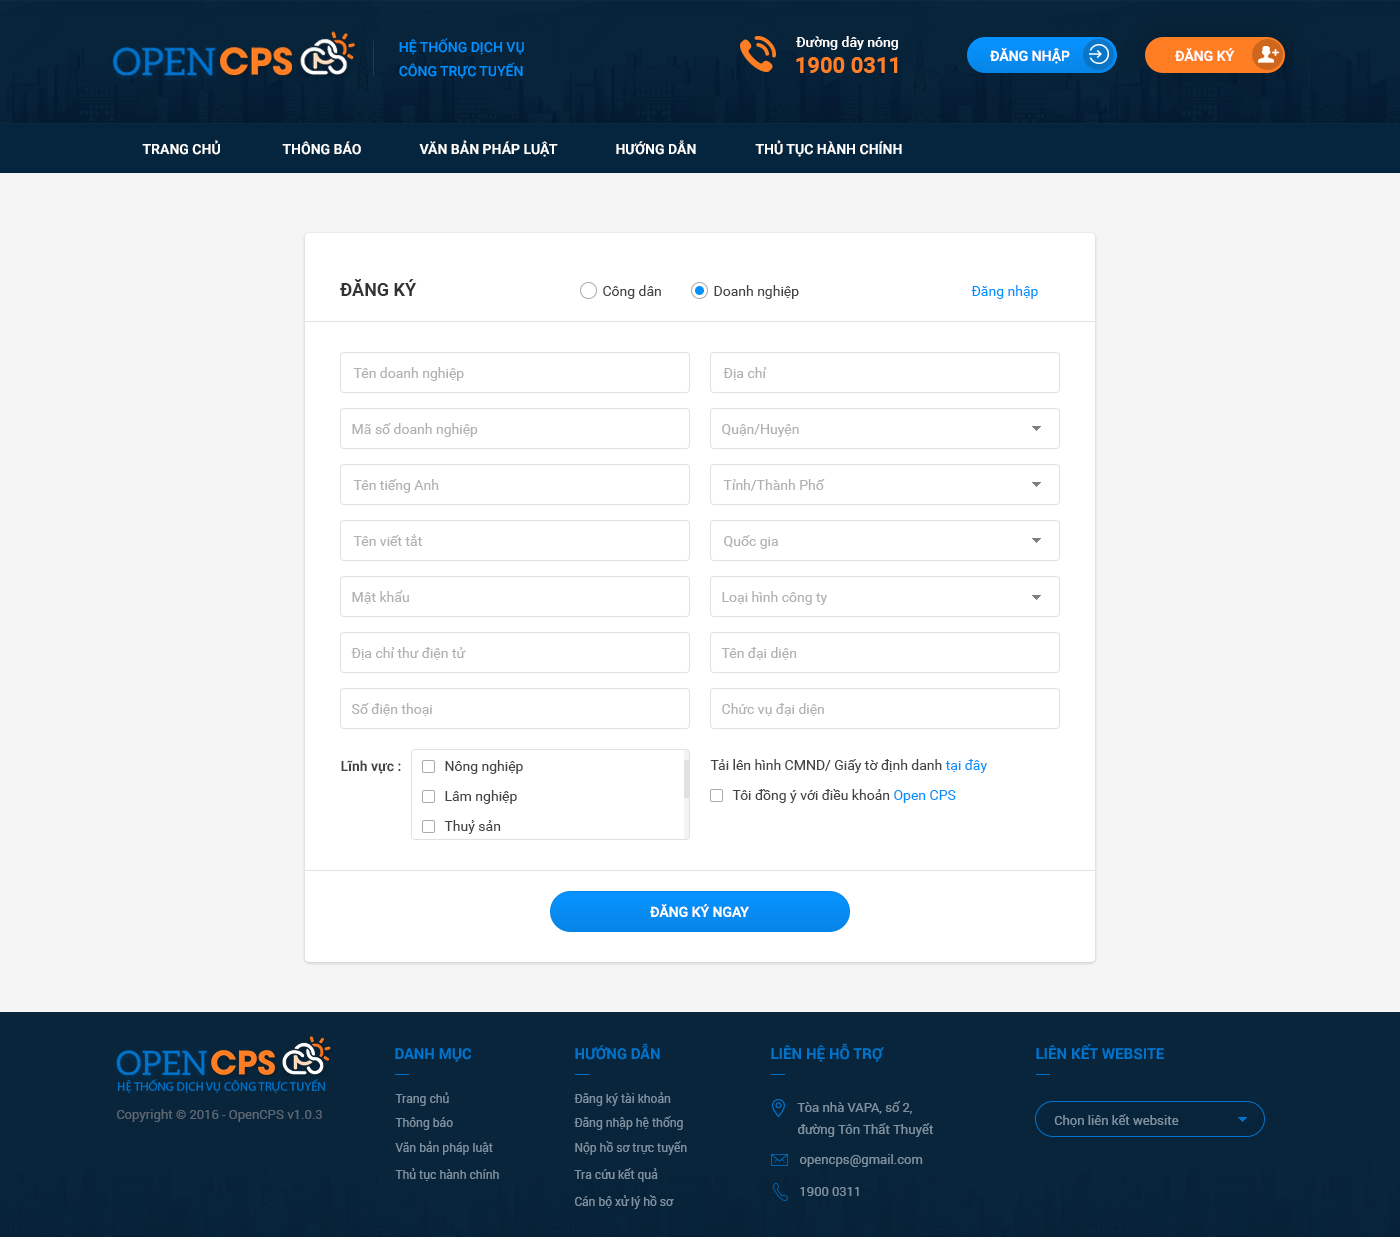 OPENCPS
HỆ THỐNG DỊCH VỤ
CÔNG TRỰC TUYẾN
Đường dây nóng
1900 0311
ĐĂNG NHẬP
ĐĂNG KÝ
TRANG CHỦ
THÔNG BÁO
VĂN BẢN PHÁP LUẬT
HƯỚNG DẪN
THỦ TỤC HÀNH CHÍNH
ĐĂNG KÝ
Công dân
Doanh nghiệp
Đăng nhập
Tên doanh nghiệp
Địa chỉ
Mã số doanh nghiệp
Quận/Huyện
Tên tiếng Anh
Tỉnh/Thành Phố
Tên viết tắt
Quốc gia
Mật khẩu
Loại hình công ty
Địa chỉ thư điện tử
Tên đại diện
Số điện thoại
Chức vụ đại diện
Lĩnh vực :
Nông nghiệp
Lâm nghiệp
Thuỷ sản
Tải lên hình CMND/ Giấy tờ định danh tại đây
Tôi đồng ý với điều khoản Open CPS
ĐĂNG KÝ NGAY
OPENCPS
HỆ THỐNG DỊCH VỤ CÔNG TRỰC TUYẾN
Copyright © 2016 - OpenCPS v1.0.3
DANH MỤC
Trang chủ
Thông báo
Văn bản pháp luật
Thủ tục hành chính
HƯỚNG DẪN
Đăng ký tài khoản
Đăng nhập hệ thống
Nộp hồ sơ trực tuyến
Tra cứu kết quả
Cán bộ xử lý hồ sơ
LIÊN HỆ HỖ TRỢ
Tòa nhà VAPA, số 2,
đường Tôn Thất Thuyết
opencps@gmail.com
1900 0311
LIÊN KẾT WEBSITE
Chọn liên kết website